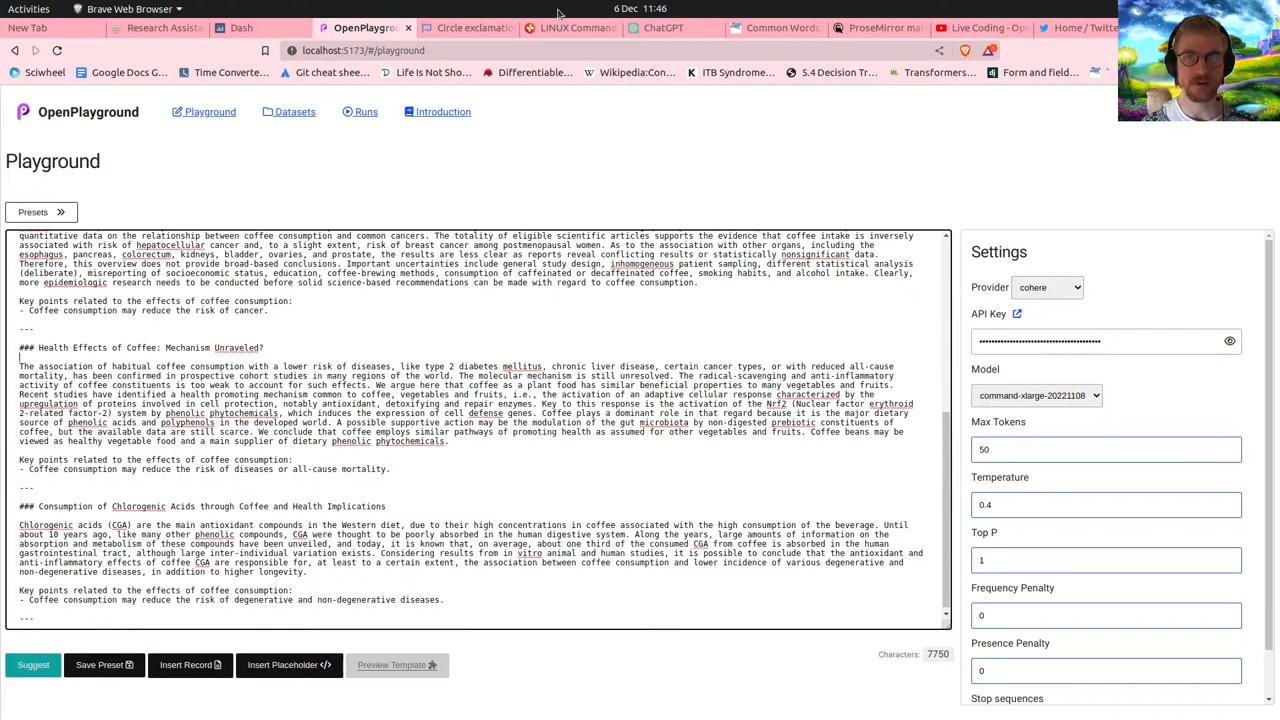 Activities
Brave Web Browser
6 Dec 11:46
New Tab
Research Assista
Dash
OpenPlayground
Circle exclamatio
LINUX Command
ChatGPT
Common Words:
ProseMirror man
Live Coding - Ope
Home / Twitte
localhost:5173/#/playground
Sciwheel
Google Docs G...
Time Converte...
Git cheat shee...
Life Is Not Sho...
Differentiable...
Wikipedia:Con...
ITB Syndrome...
5.4 Decision Tr...
Transformers...
Form and field...
OpenPlayground
Playground
Datasets
Runs
Introduction
Playground
Presets
quantitative data on the relationship between coffee consumption and common cancers. The totality of eligible scientific articles supports the evidence that coffee intake is inversely
associated with risk of hepatocellular cancer and, to a slight extent, risk of breast cancer among postmenopausal women. As to the association with other organs, including the
esophagus, pancreas, colorectum, kidneys, bladder, ovaries, and prostate, the results are less clear as reports reveal conflicting results or statistically nonsignificant data.
Therefore, this overview does not provide broad-based conclusions. Important uncertainties include general study design, inhomogeneous patient sampling, different statistical analysis
(deliberate), misreporting of socioeconomic status, education, coffee-brewing methods, consumption of caffeinated or decaffeinated coffee, smoking habits, and alcohol intake. Clearly,
more epidemiologic research needs to be conducted before solid science-based recommendations can be made with regard to coffee consumption.
Key points related to the effects of coffee consumption:
- Coffee consumption may reduce the risk of cancer.
---
### Health Effects of Coffee: Mechanism Unraveled?
The association of habitual coffee consumption with a lower risk of diseases, like type 2 diabetes mellitus, chronic liver disease, certain cancer types, or with reduced all-cause
mortality, has been confirmed in prospective cohort studies in many regions of the world. The molecular mechanism is still unresolved. The radical-scavenging and anti-inflammatory
activity of coffee constituents is too weak to account for such effects. We argue here that coffee as a plant food has similar beneficial properties to many vegetables and fruits.
Recent studies have identified a health promoting mechanism common to coffee, vegetables and fruits, i.e., the activation of an adaptive cellular response characterized by the
upregulation of proteins involved in cell protection, notably antioxidant, detoxifying and repair enzymes. Key to this response is the activation of the Nrf2 (Nuclear factor erythroid
2-related factor-2) system by phenolic phytochemicals, which induces the expression of cell defense genes. Coffee plays a dominant role in that regard because it is the major dietary
source of phenolic acids and polyphenols in the developed world. A possible supportive action may be the modulation of the gut microbiota by non-digested prebiotic constituents of
coffee, but the available data are still scarce. We conclude that coffee employs similar pathways of promoting health as assumed for other vegetables and fruits. Coffee beans may be
viewed as healthy vegetable food and a main supplier of dietary phenolic phytochemicals.
Key points related to the effects of coffee consumption:
- Coffee consumption may reduce the risk of diseases or all-cause mortality.
---
### Consumption of Chlorogenic Acids through Coffee and Health Implications
Chlorogenic acids (CGA) are the main antioxidant compounds in the Western diet, due to their high concentrations in coffee associated with the high consumption of the beverage. Until
about 10 years ago, like many other phenolic compounds, CGA were thought to be poorly absorbed in the human digestive system. Along the years, large amounts of information on the
absorption and metabolism of these compounds have been unveiled, and today, it is known that, on average, about one third of the consumed CGA from coffee is absorbed in the human
gastrointestinal tract, although large inter-individual variation exists. Considering results from in vitro animal and human studies, it is possible to conclude that the antioxidant and
anti-inflammatory effects of coffee CGA are responsible for, at least to a certain extent, the association between coffee consumption and lower incidence of various degenerative and
non-degenerative diseases, in addition to higher longevity.
Key points related to the effects of coffee consumption:
- Coffee consumption may reduce the risk of degenerative and non-degenerative diseases.
---
Suggest
Save Preset
Insert Record
Insert Placeholder
Preview Template
Characters: 7750
Settings
Provider
cohere
API Key
Model
command-xlarge-20221108
Max Tokens
50
Temperature
0.4
Top P
1
Frequency Penalty
0
Presence Penalty
0
Stop sequences